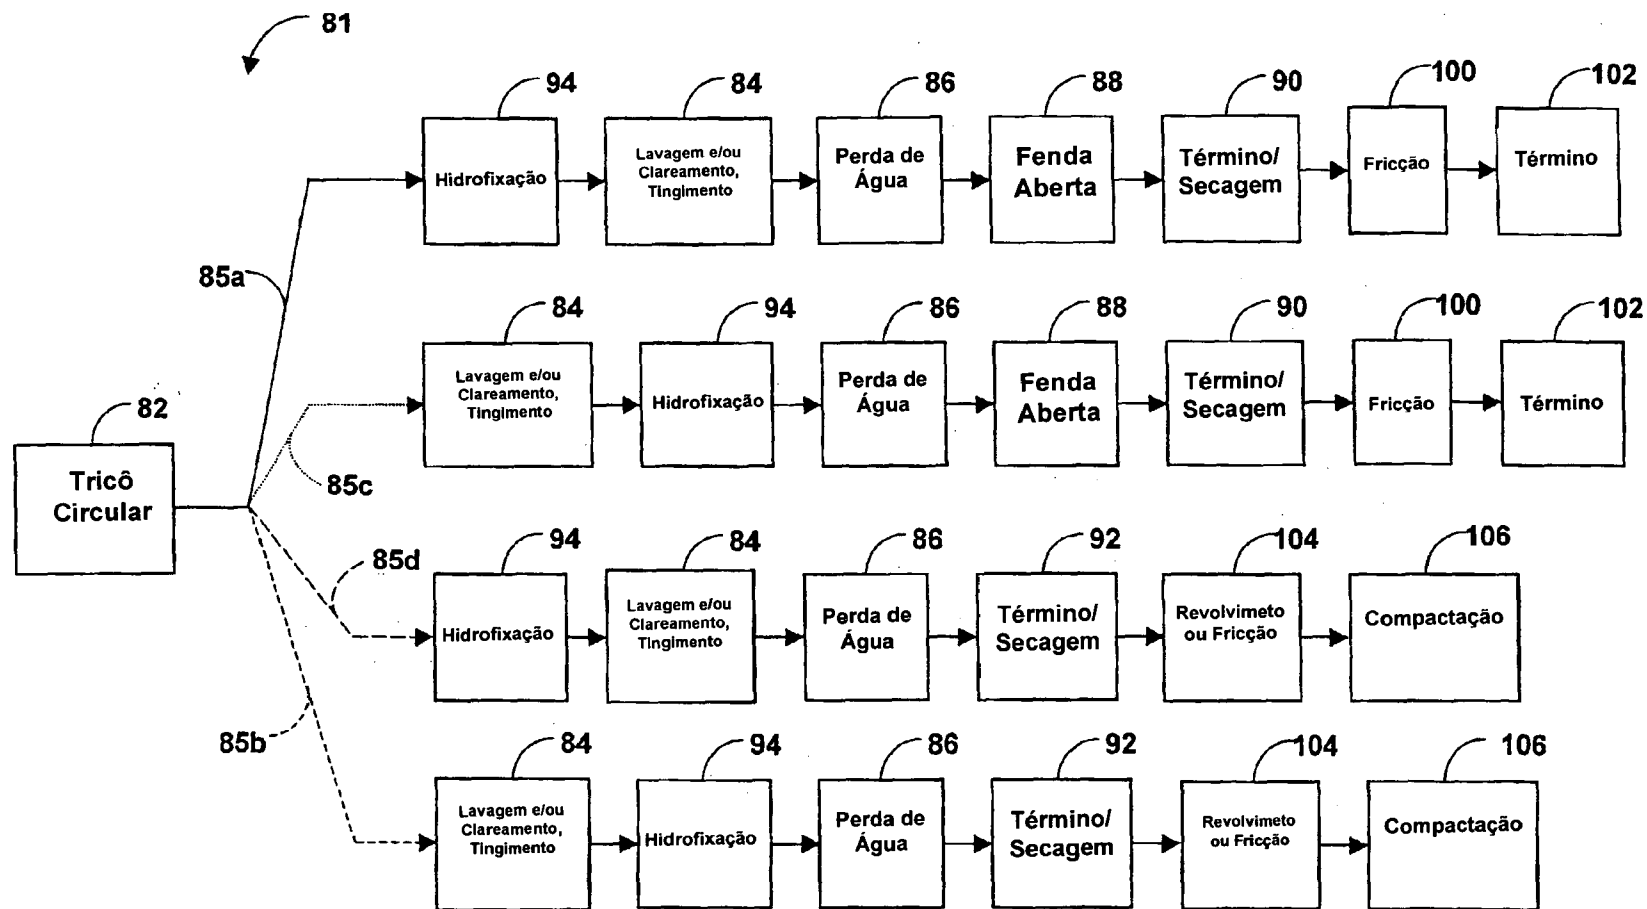 81
94
84
86
88
90
100
102
Hidrofixação
Lavagem e/ou
Clareamento,
Tingimento
Perda de
Água
Fenda
Aberta
Término/
Secagem
Fricção
Término
85a
84
94
86
88
90
100
102
Lavagem e/ou
Clareamento,
Tingimento
Hidrofixação
Perda de
Água
Fenda
Aberta
Término/
Secagem
Fricção
Término
82
Tricô
Circular
85c
94
84
86
92
104
106
85d
Hidrofixação
Lavagem e/ou
Clareamento,
Tingimento
Perda de
Água
Término/
Secagem
Revolvimeto
ou Fricção
Compactação
85b
84
94
86
92
104
106
Lavagem e/ou
Clareamento,
Tingimento
Hidrofixação
Perda de
Água
Término/
Secagem
Revolvimeto
ou Fricção
Compactação